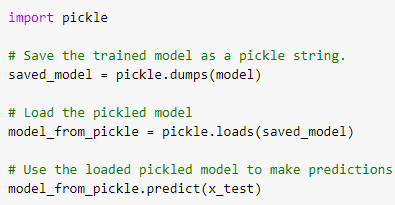 import pickle
# Save the trained model as a pickle string.
saved_model = pickle.dumps(model)
# Load the pickled model
model_from_pickle = pickle.loads(saved_model)
# Use the loaded pickled model to make predictions
model_from_pickle.predict(x_test)